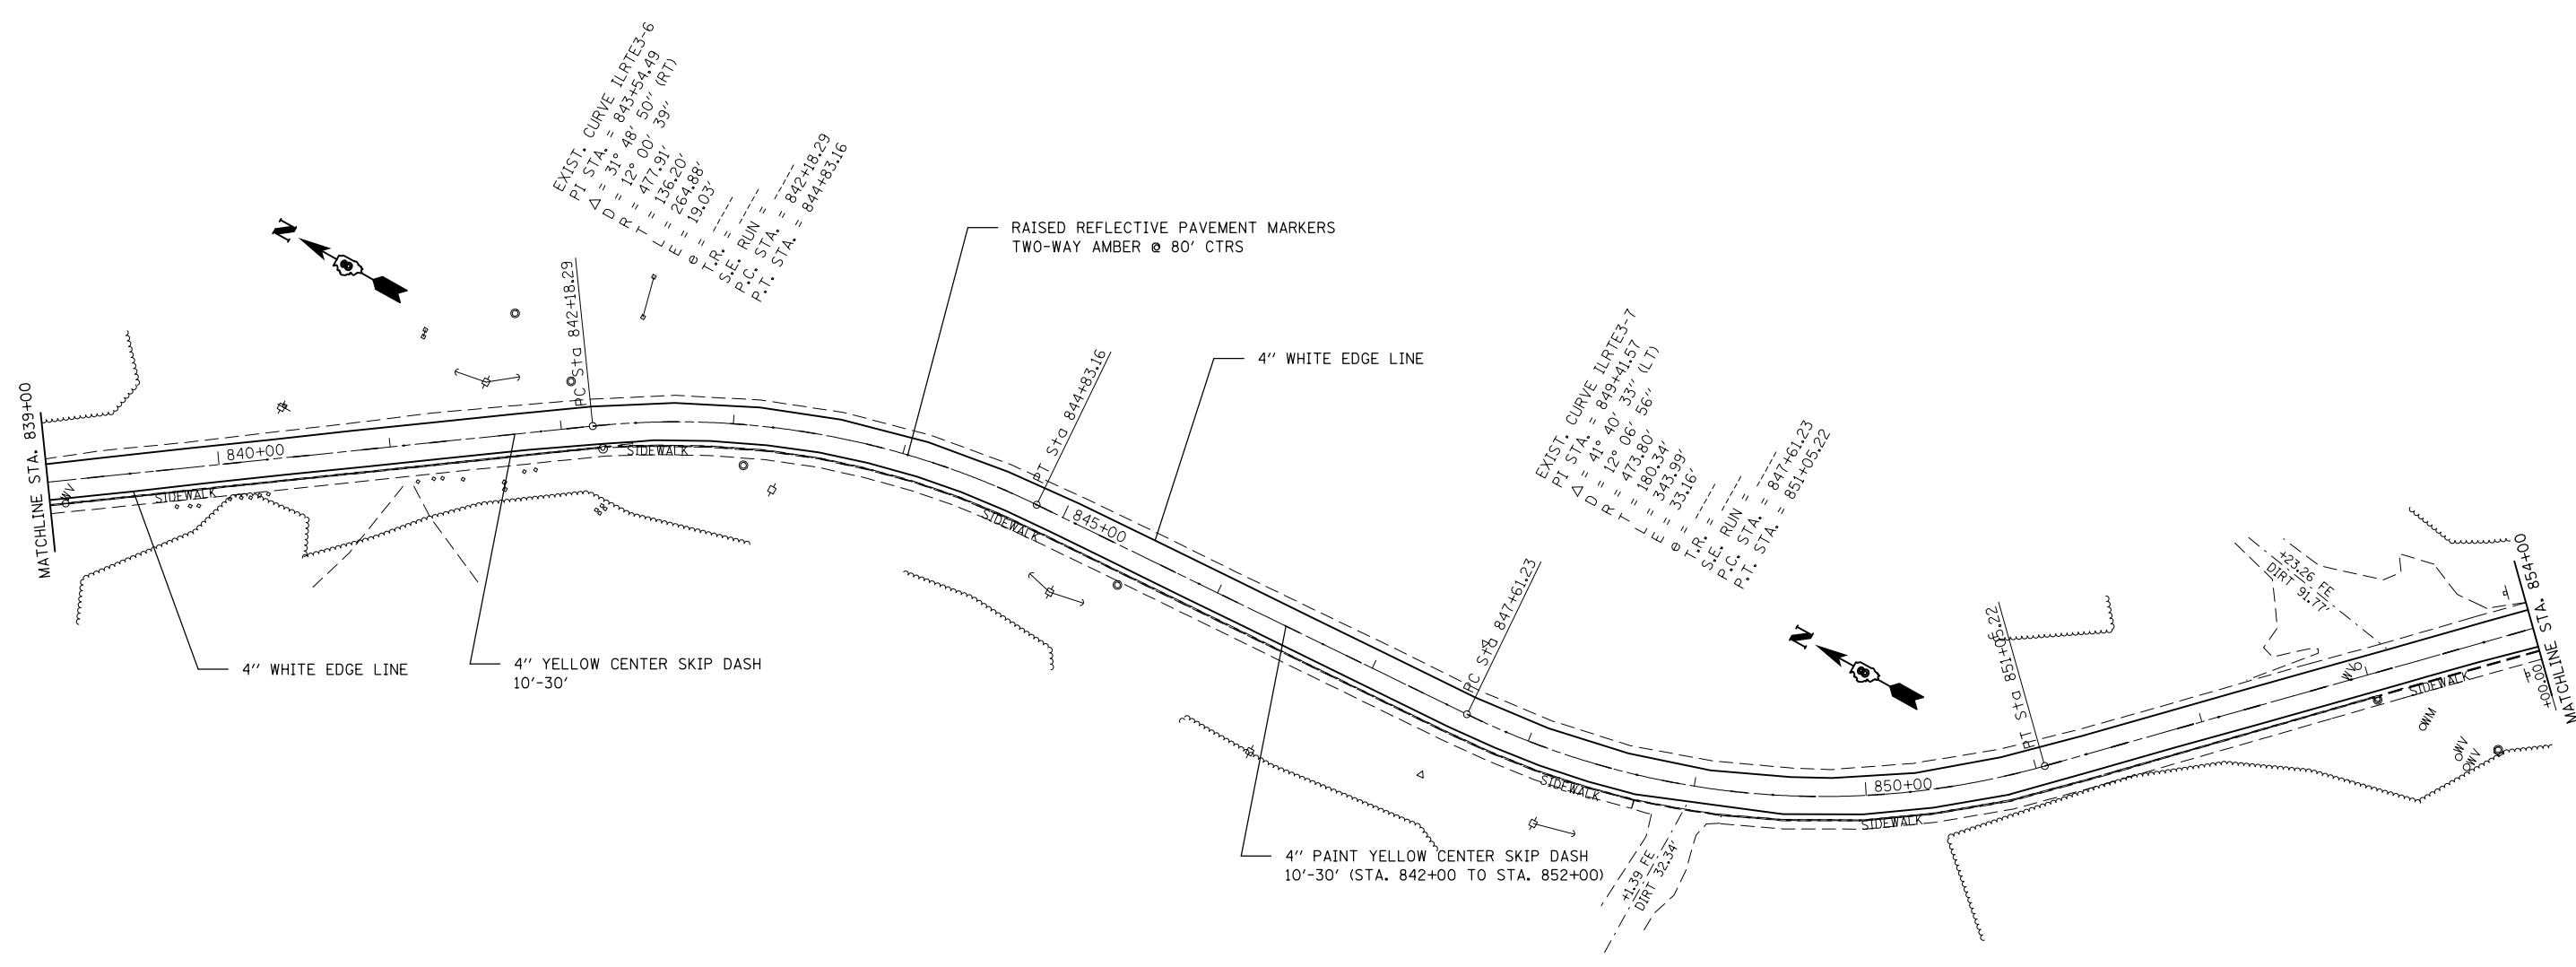 EXIST. CURVE ILRTE3-6
PI STA. = 843+54.49
Δ = 31° 48' 50" (RT)
D = 12° 00' 39"
R = 477.91'
T = 136.20'
L = 264.88'
E = 19.03'
e = ------
T.R. = ------
S.E. RUN = ------
P.C. STA. = 842+18.29
P.T. STA. = 844+83.16
N
RAISED REFLECTIVE PAVEMENT MARKERS
TWO-WAY AMBER @ 80' CTRS
PC Sta 842+18.29
PT Sta 844+83.16
4" WHITE EDGE LINE
EXIST. CURVE ILRTE3-7
PI STA. = 849+41.57
Δ = 41° 40' 33" (LT)
D = 12° 06' 56"
R = 473.80'
T = 180.34'
L = 343.99'
E = 33.16'
e = ------
T.R. = ------
S.E. RUN = ------
P.C. STA. = 847+61.23
P.T. STA. = 851+05.22
MATCHLINE STA. 839+00
840+00
WV
SIDEWALK
SIDEWALK
SIDEWALK
845+00
PC Sta 847+61.23
N
PT Sta 851+05.22
+23.26 FE
DIRT 91.77'
MATCHLINE STA. 854+00
+00.00
WV
SIDEWALK
WM
WV
WV
4" WHITE EDGE LINE
4" YELLOW CENTER SKIP DASH
10'-30'
SIDEWALK
850+00
SIDEWALK
4" PAINT YELLOW CENTER SKIP DASH
10'-30' (STA. 842+00 TO STA. 852+00)
+1.39 FE
DIRT 32.34'